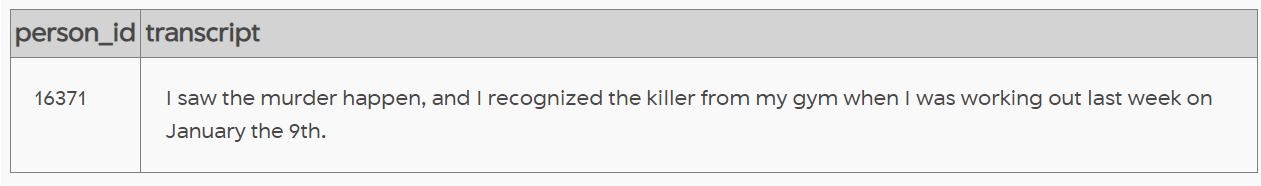 person_id transcript
16371 I saw the murder happen, and I recognized the killer from my gym when I was working out last week on
January the 9th.